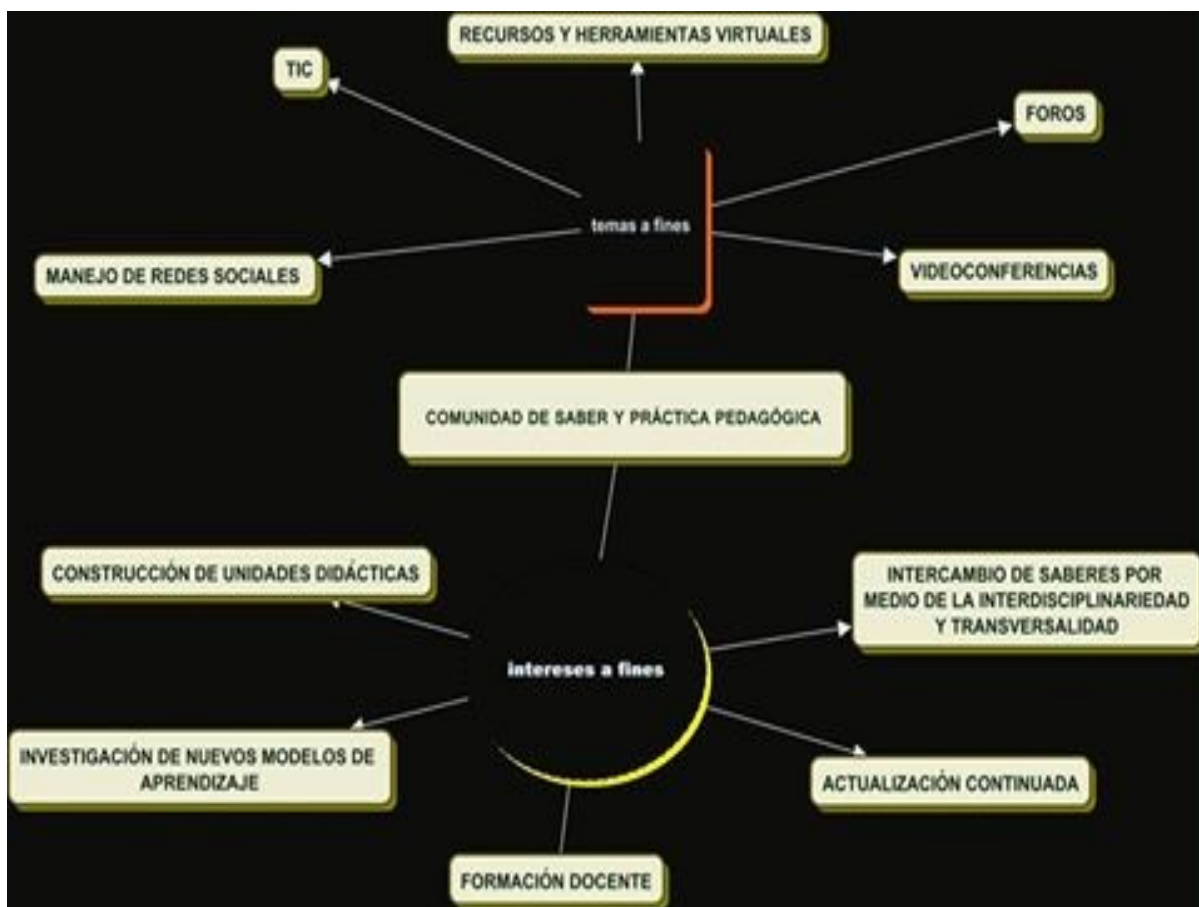 RECURSOS Y HERRAMIENTAS VIRTUALES
TIC
FOROS
temas a fines
MANEJO DE REDES SOCIALES
VIDEOCONFERENCIAS
COMUNIDAD DE SABER Y PRÁCTICA PEDAGÓGICA
CONSTRUCCIÓN DE UNIDADES DIDÁCTICAS
INTERCAMBIO DE SABERES POR
MEDIO DE LA INTERDISCIPLINARIEDAD
Y TRANSVERSALIDAD
intereses a fines
INVESTIGACIÓN DE NUEVOS MODELOS DE
APRENDIZAJE
ACTUALIZACIÓN CONTINUADA
FORMACIÓN DOCENTE